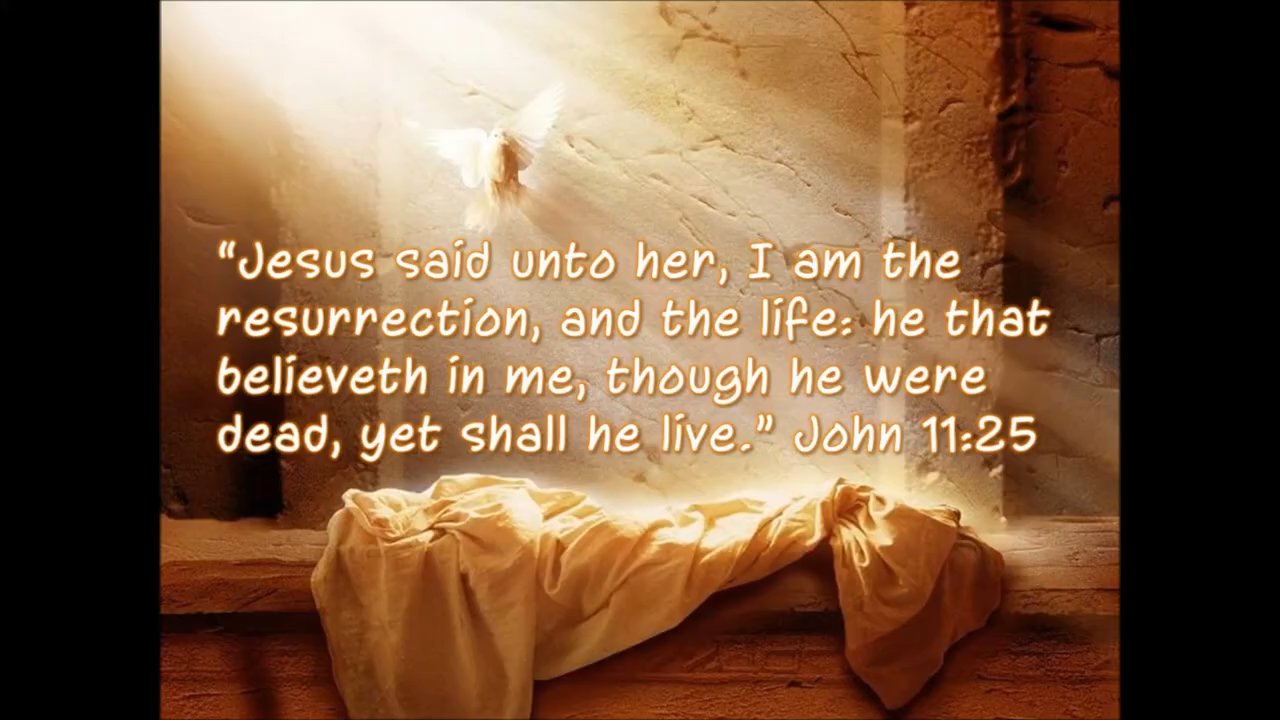 “Jesus said unto her, I am the
resurrection, and the life: he that
believeth in me, though he were
dead, yet shall he live.” John 11:25